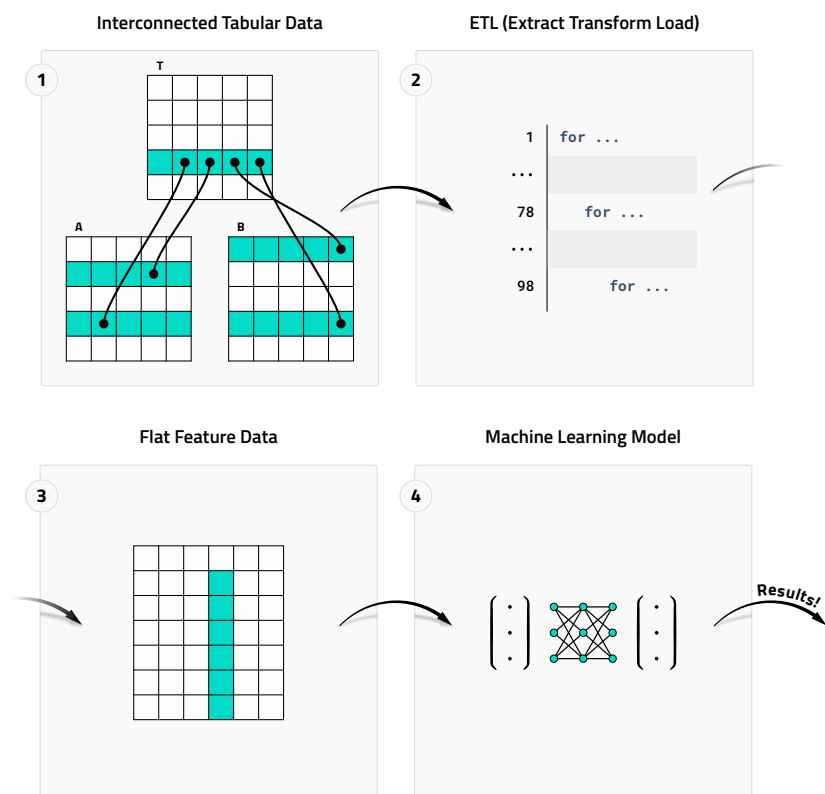 Interconnected Tabular Data
ETL (Extract Transform Load)
1
T
A
B
2
1 for ...
...
78 for ...
...
98 for ...
Flat Feature Data
Machine Learning Model
3
4
Results!